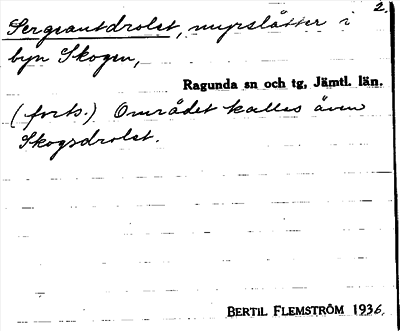 2.
Sergeantdrolet, myrslåtter i
byn Skogen,
Ragunda sn och tg, Jämtl. län.
(forts.) Området kallas även
Skogsdrolet.
BERTIL FLEMSTRÖM 1936.